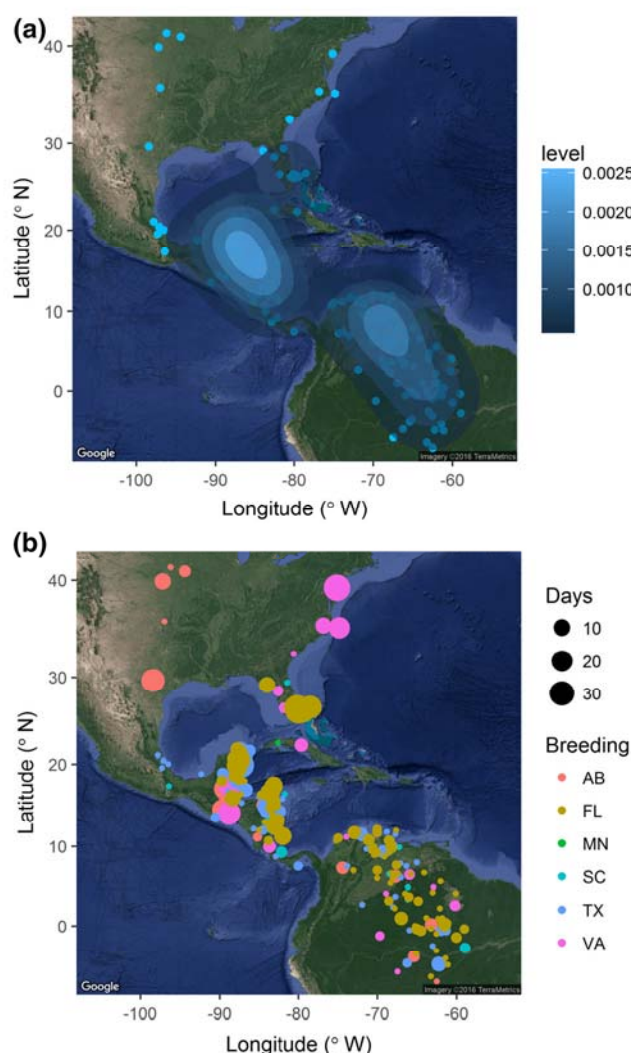 (a)
40
30
20
10
0
Latitude (° N)
Google
Imagery ©2016 TerraMetrics
-100 -90 -80 -70 -60
Longitude (° W)
level
0.0025
0.0020
0.0015
0.0010
(b)
40
30
20
10
0
Latitude (° N)
Google
Imagery ©2016 TerraMetrics
-100 -90 -80 -70 -60
Longitude (° W)
Days
10
20
30
Breeding
AB
FL
MN
SC
TX
VA